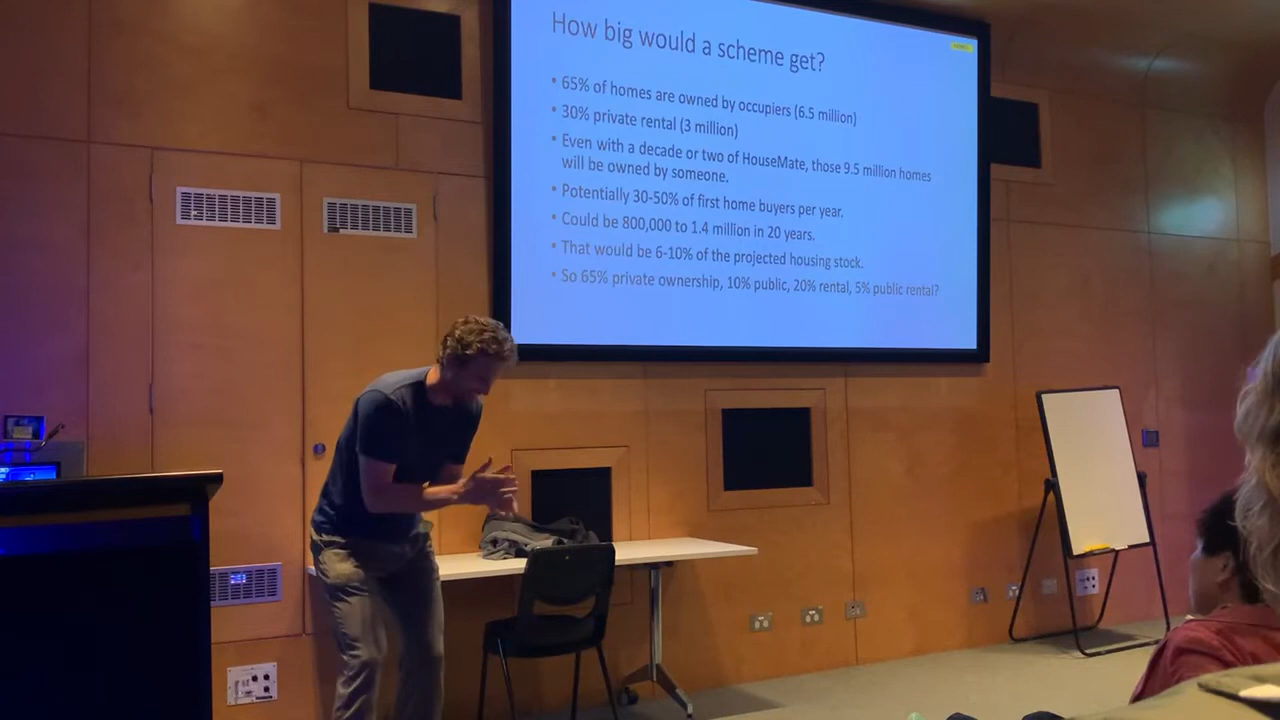 How big would a scheme get?
• 65% of homes are owned by occupiers (6.5 million)
• 30% private rental (3 million)
• Even with a decade or two of HouseMate, those 9.5 million homes
will be owned by someone.
• Potentially 30-50% of first home buyers per year.
• Could be 800,000 to 1.4 million in 20 years.
• That would be 6-10% of the projected housing stock.
• So 65% private ownership, 10% public, 20% rental, 5% public rental?